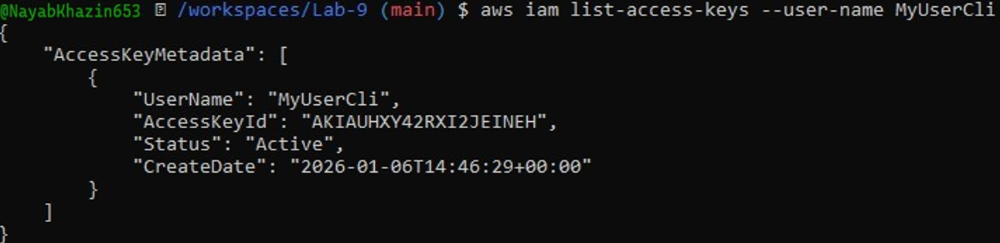 @NayabKhazin653 /workspaces/Lab-9 (main) $ aws iam list-access-keys --user-name MyUserCli
{
    "AccessKeyMetadata": [
        {
            "UserName": "MyUserCli",
            "AccessKeyId": "AKIAUHXY42RXI2JEINEH",
            "Status": "Active",
            "CreateDate": "2026-01-06T14:46:29+00:00"
        }
    ]
}